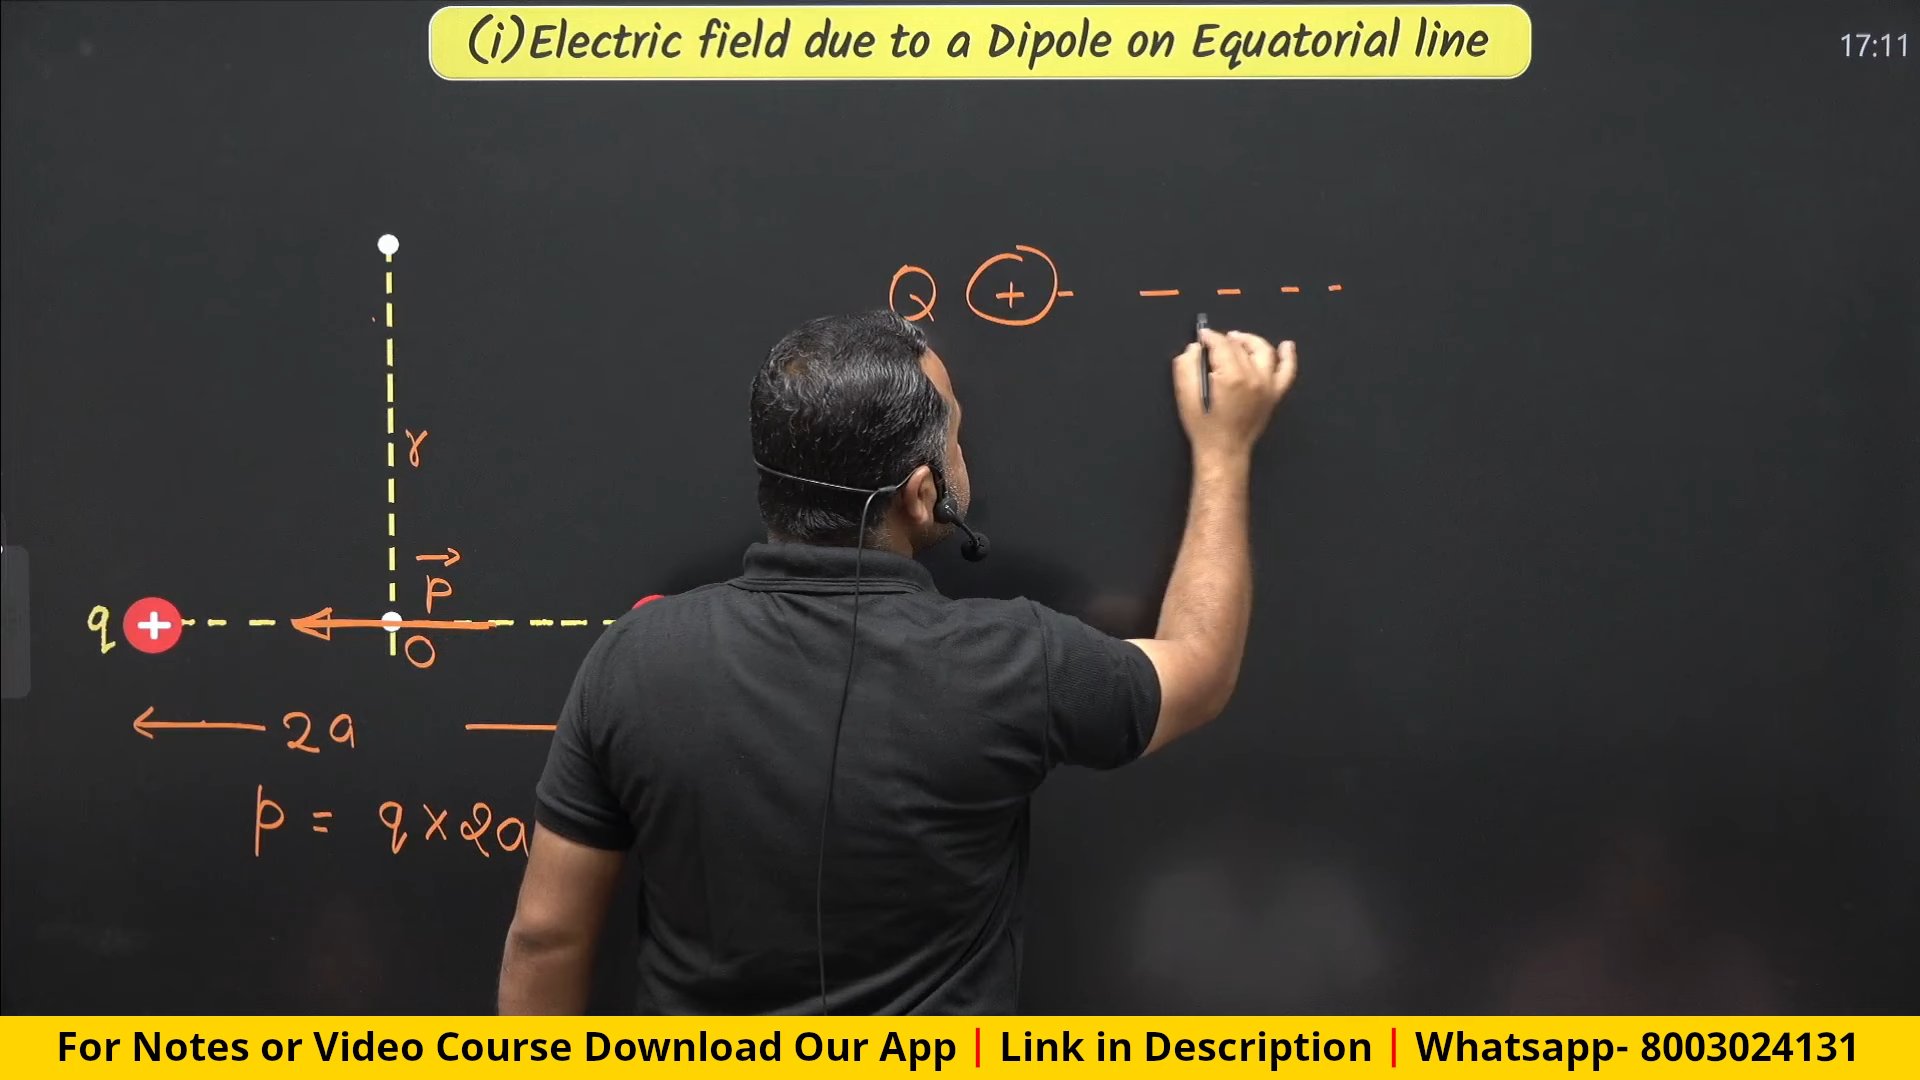 (i)Electric field due to a Dipole on Equatorial line
17:11
Q + - — - - -
r
p
q +
O
2a
p = q×2a
For Notes or Video Course Download Our App | Link in Description | Whatsapp- 8003024131